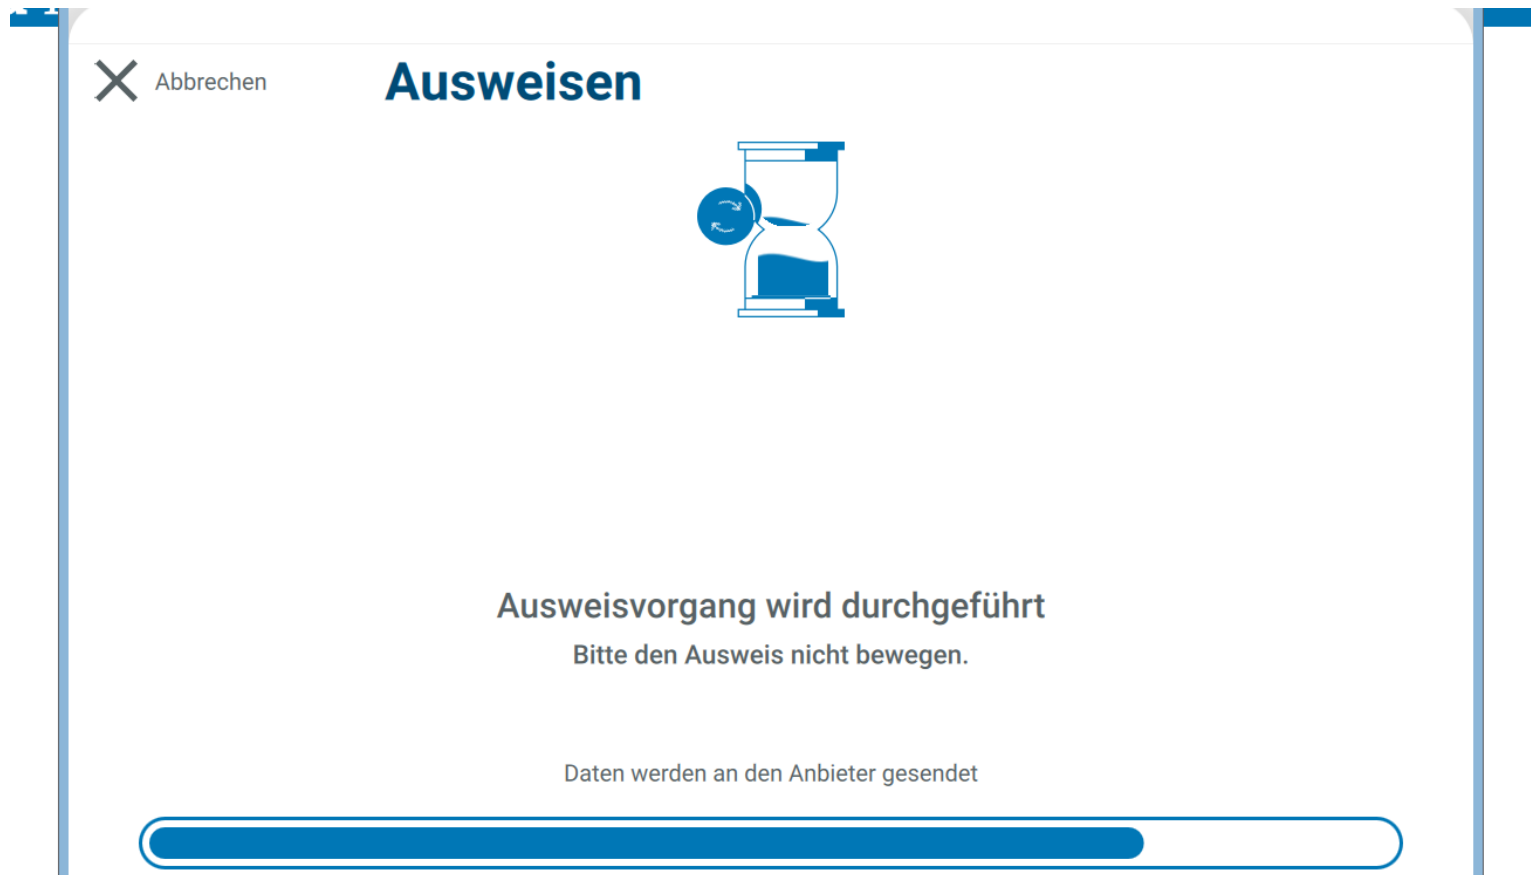 Abbrechen
Ausweisen
Ausweisvorgang wird durchgeführt
Bitte den Ausweis nicht bewegen.
Daten werden an den Anbieter gesendet